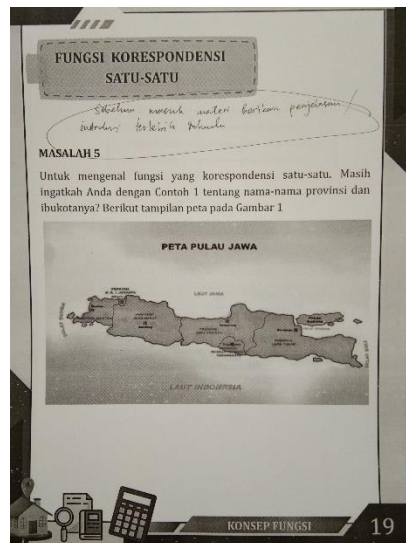 FUNGSI KORESPONDENSI
SATU-SATU
Sebelum masuk materi berikan penjelasan /
terlebih dahulu
MASALAH 5
Untuk mengenal fungsi yang korespondensi satu-satu. Masih
ingatkah Anda dengan Contoh 1 tentang nama-nama provinsi dan
ibukotanya? Berikut tampilan peta pada Gambar 1
PETA PULAU JAWA
LAUT JAWA
LAUT INDONESIA
KONSEP FUNGSI
19